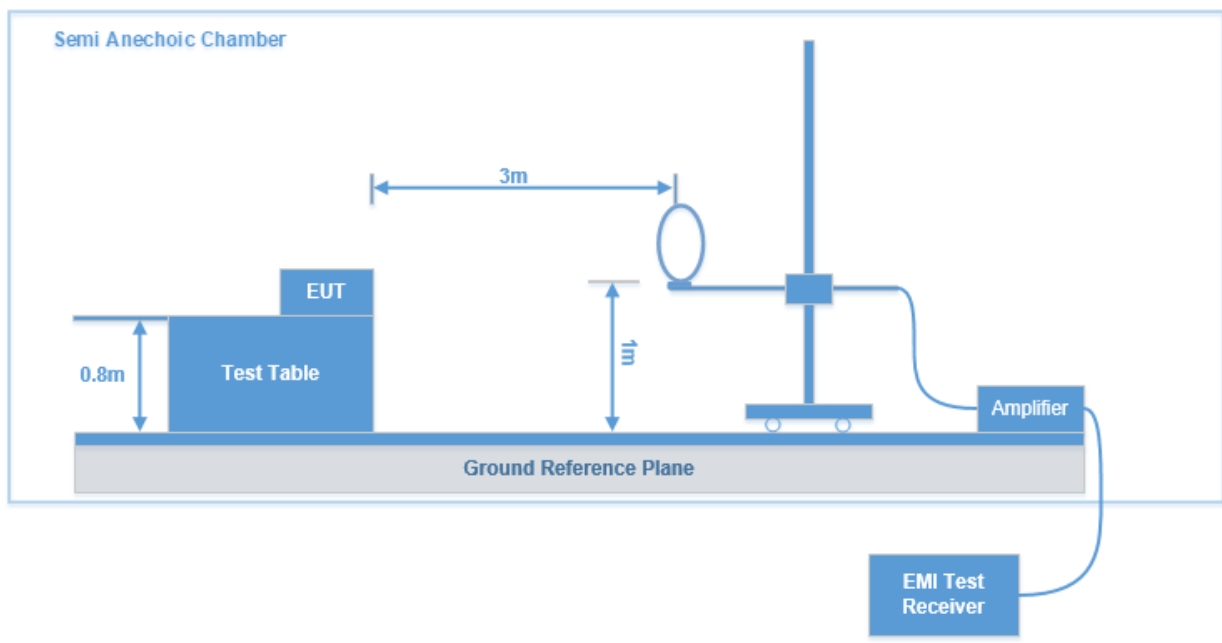 Semi Anechoic Chamber
3m
EUT
1m
0.8m
Test Table
Amplifier
Ground Reference Plane
EMI Test
Receiver